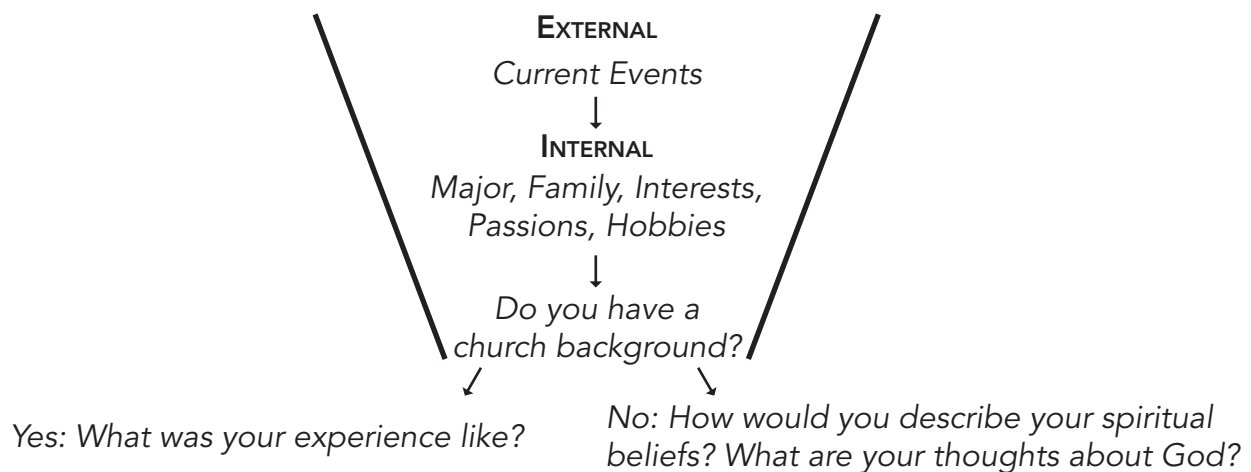 EXTERNAL
Current Events
INTERNAL
Major, Family, Interests,
Passions, Hobbies
Do you have a
church background?
Yes: What was your experience like?
No: How would you describe your spiritual
beliefs? What are your thoughts about God?